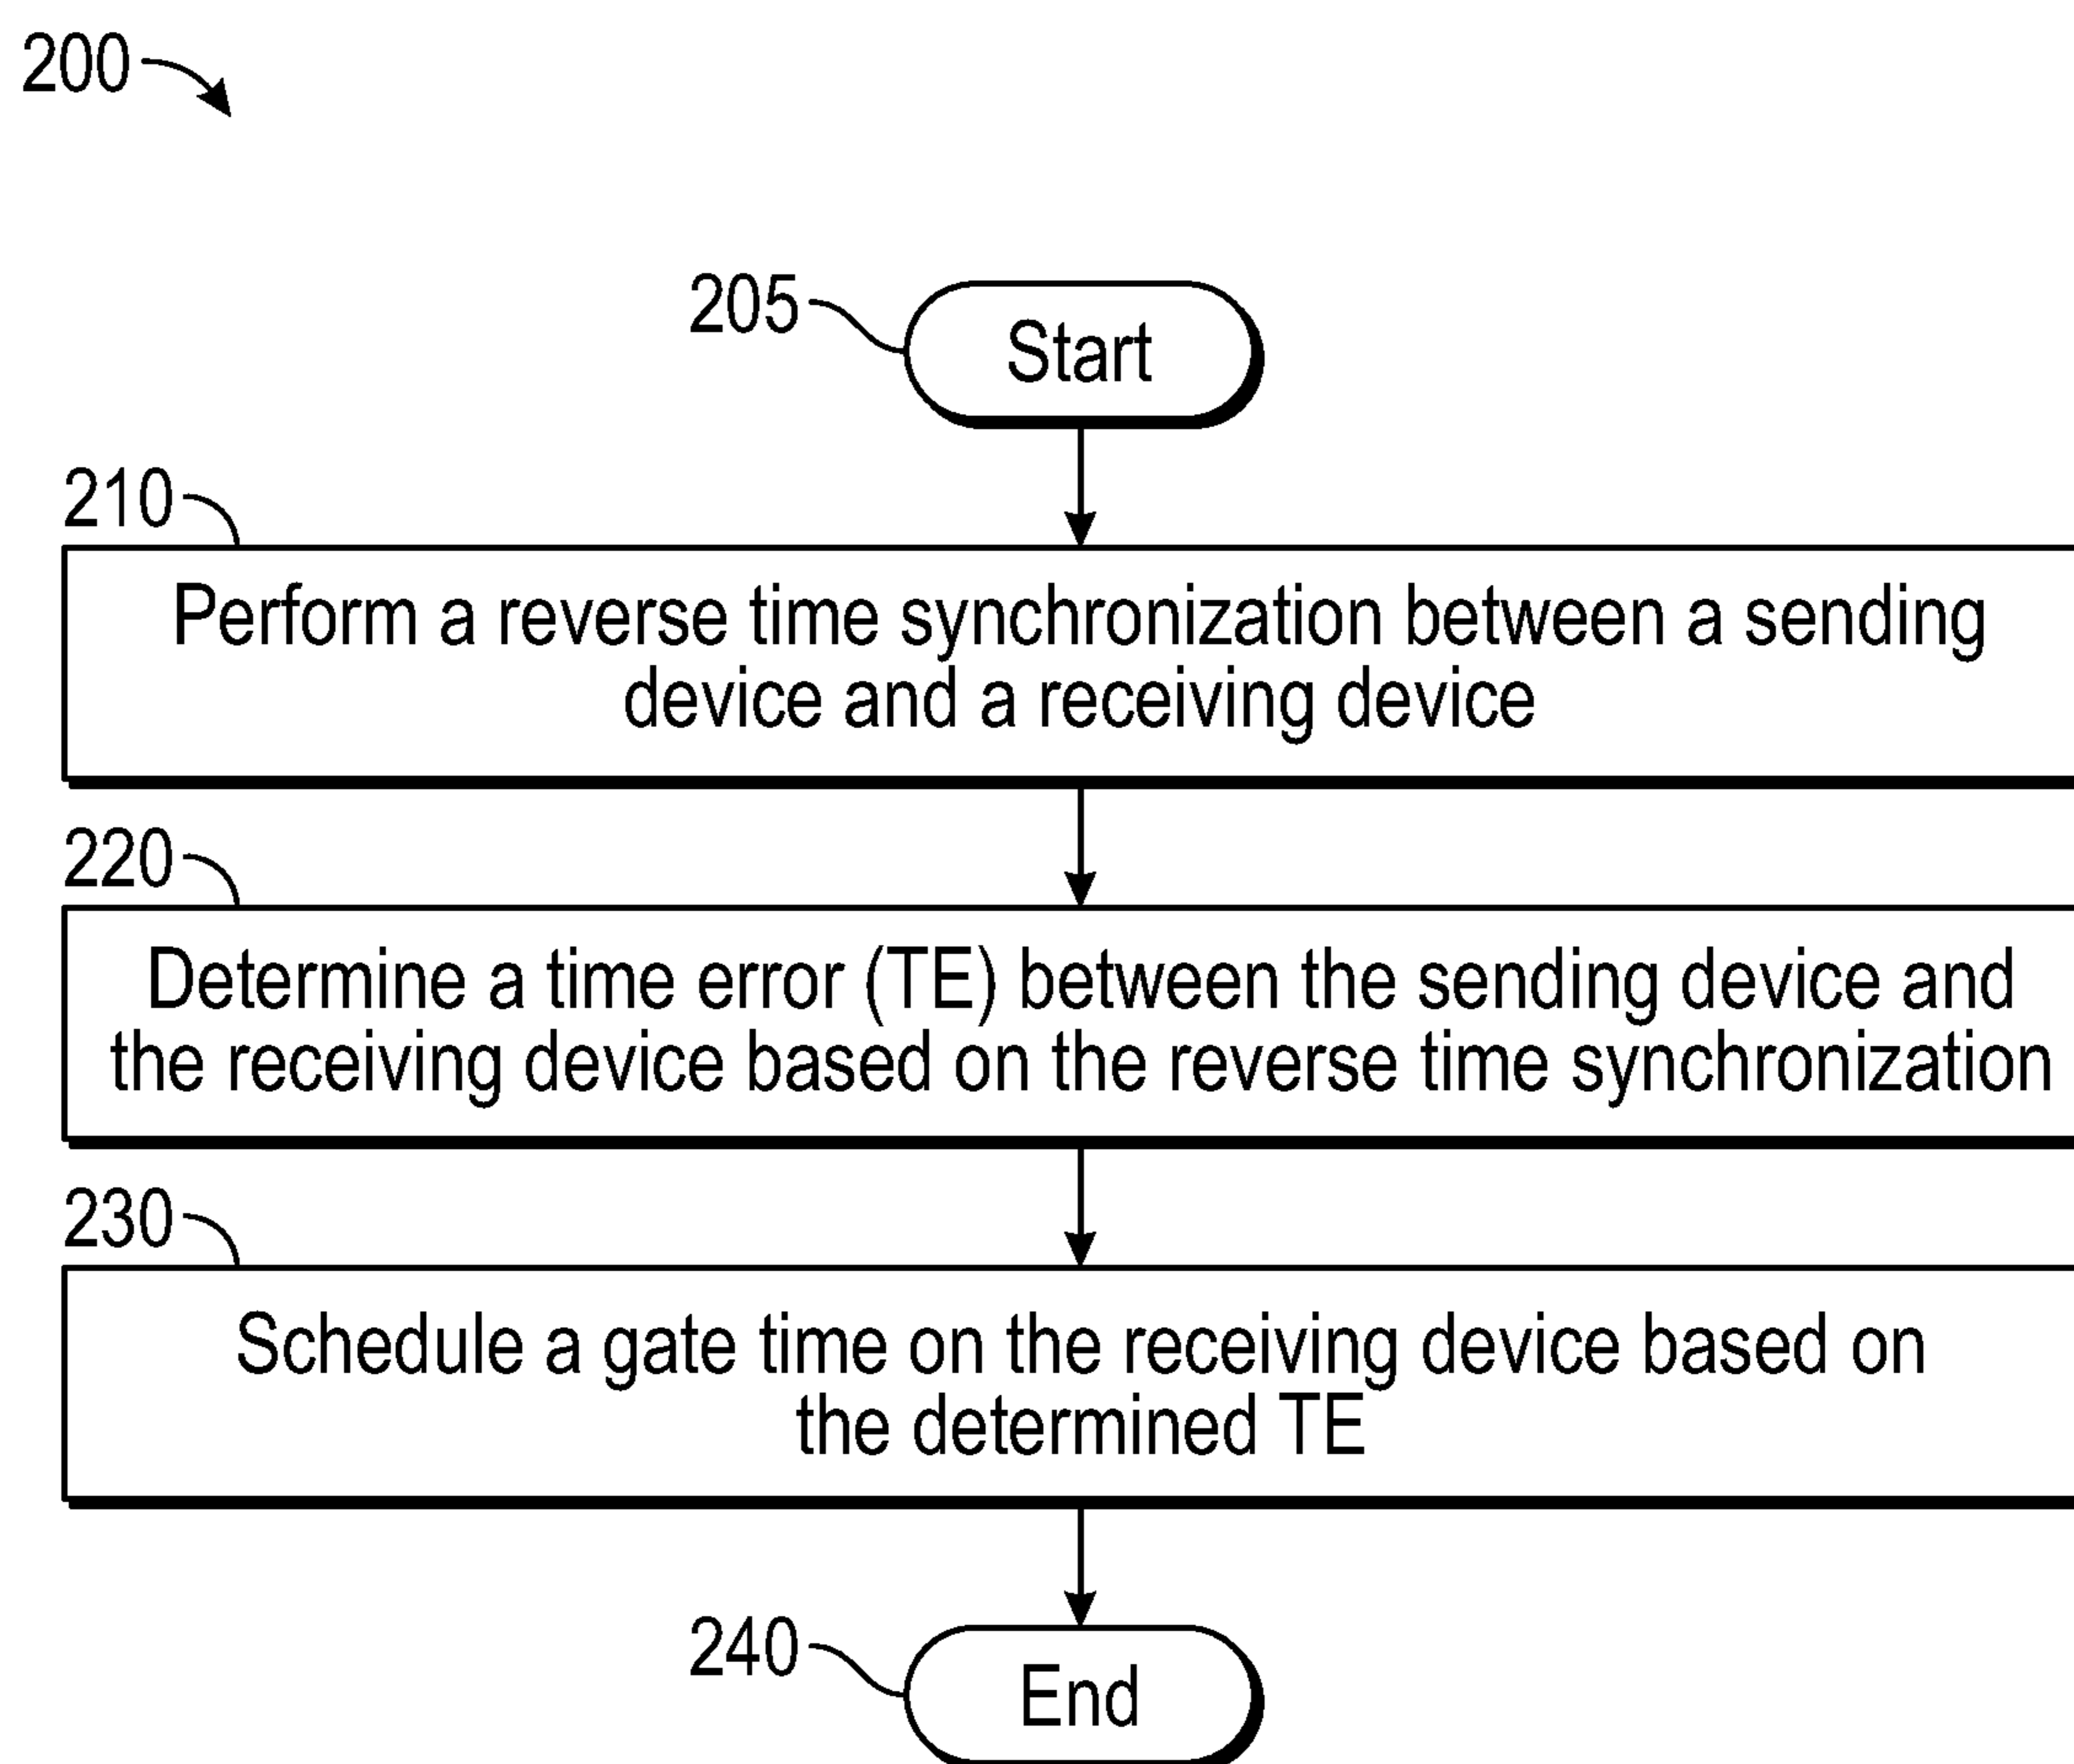 200
205
Start
210
Perform a reverse time synchronization between a sending
device and a receiving device
220
Determine a time error (TE) between the sending device and
the receiving device based on the reverse time synchronization
230
Schedule a gate time on the receiving device based on
the determined TE
240
End